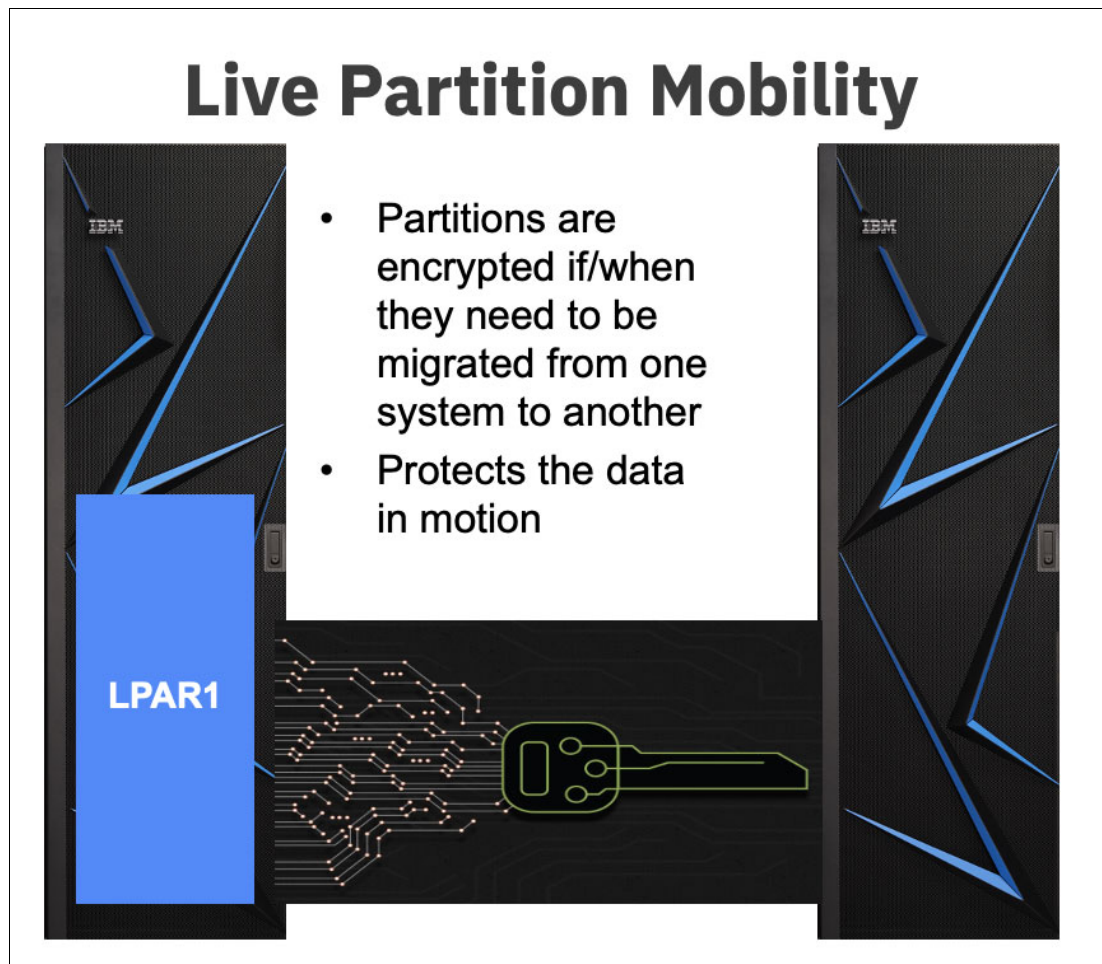 Live Partition Mobility
IBM
IBM
• Partitions are
encrypted if/when
they need to be
migrated from one
system to another
• Protects the data
in motion
LPAR1